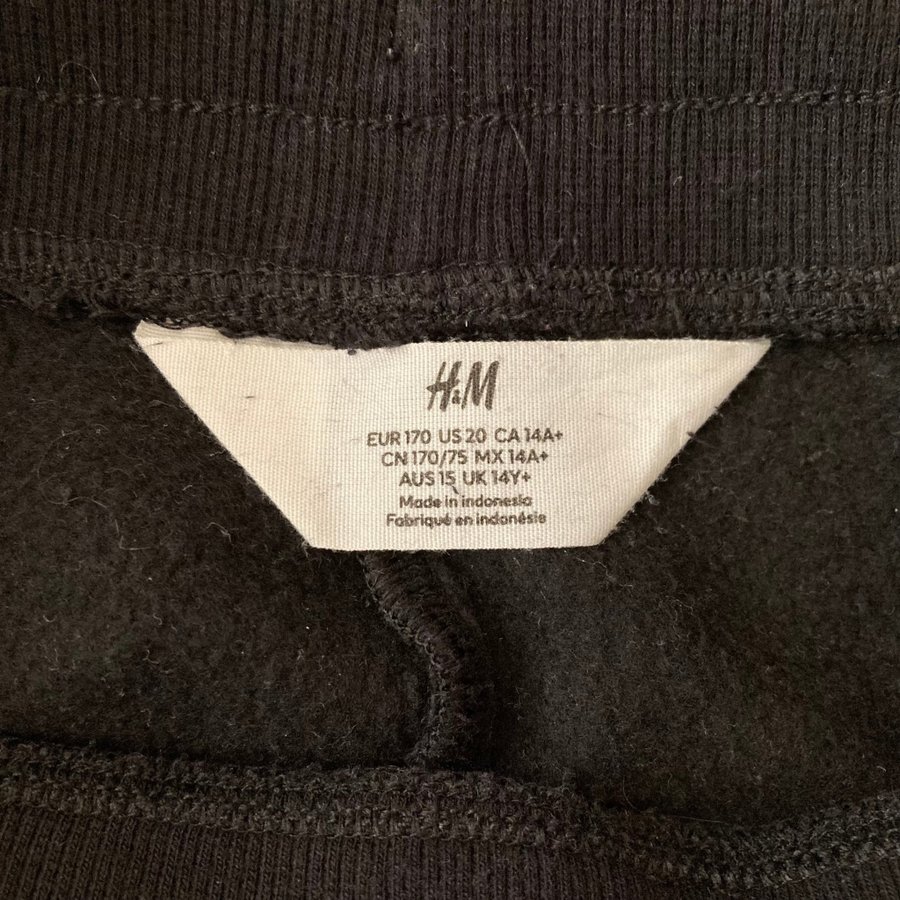 H&M
EUR 170 US 20 CA 14A+
CN 170/75 MX 14A+
AUS 15 UK 14Y+
Made in Indonesia
Fabriqué en Indonésie